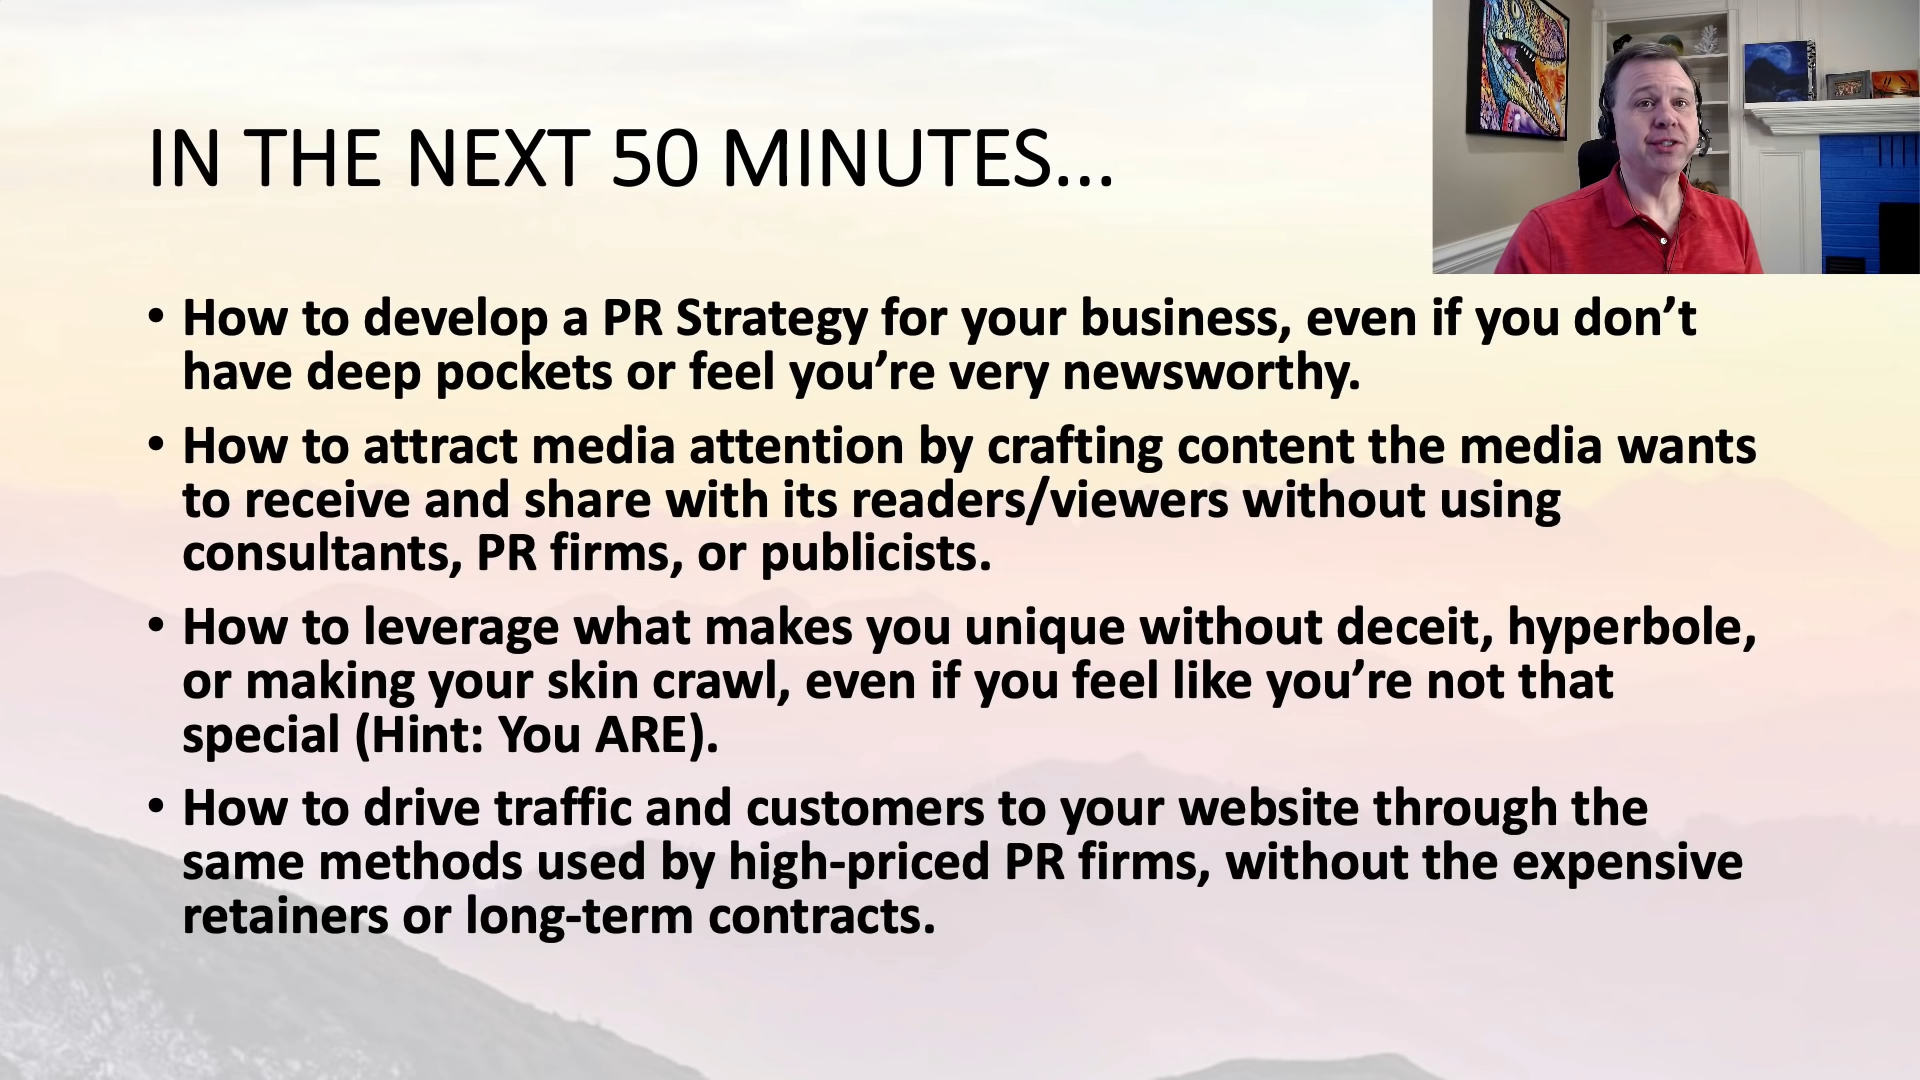 IN THE NEXT 50 MINUTES...
• How to develop a PR Strategy for your business, even if you don’t
have deep pockets or feel you’re very newsworthy.
• How to attract media attention by crafting content the media wants
to receive and share with its readers/viewers without using
consultants, PR firms, or publicists.
• How to leverage what makes you unique without deceit, hyperbole,
or making your skin crawl, even if you feel like you’re not that
special (Hint: You ARE).
• How to drive traffic and customers to your website through the
same methods used by high-priced PR firms, without the expensive
retainers or long-term contracts.